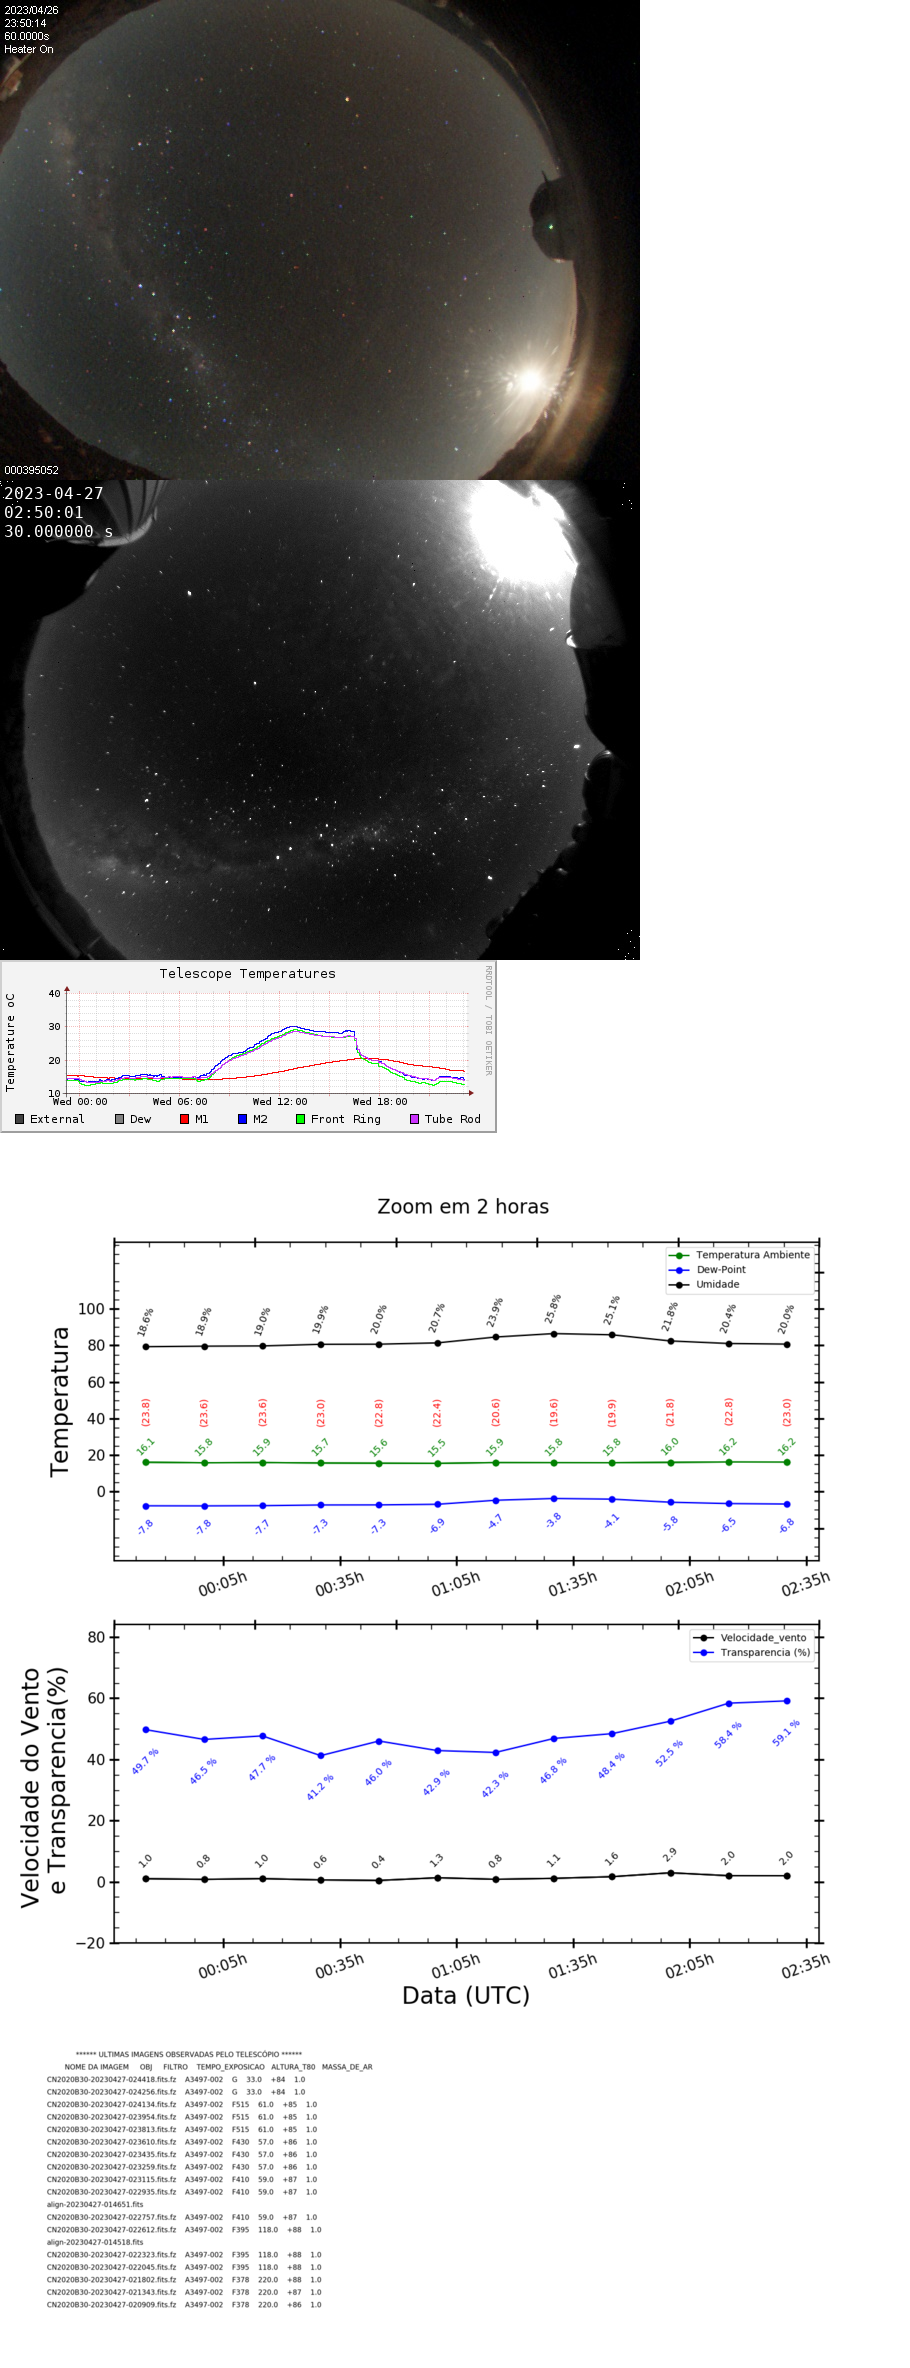 2023/04/26
23:50:14
60.0000s
Heater On
000395052
2023-04-27
02:50:01
30.000000 s
Telescope Temperatures
RRDTOOL / TOBI OETIKER
Temperature oC
40
30
20
10
Wed 00:00 Wed 06:00 Wed 12:00 Wed 18:00
External Dew M1 M2 Front Ring Tube Rod
Zoom em 2 horas
Temperatura Ambiente
Dew-Point
Umidade
Temperatura
100
80
60
40
20
0
18.6% 18.9% 19.0% 19.9% 20.0% 20.7% 23.9% 25.8% 25.1% 21.8% 20.4% 20.0%
(23.8) (23.6) (23.6) (23.0) (22.8) (22.4) (20.6) (19.6) (19.9) (21.8) (22.8) (23.0)
16.1 15.8 15.9 15.7 15.6 15.5 15.9 15.8 15.8 16.0 16.2 16.2
-7.8 -7.8 -7.7 -7.3 -7.3 -6.9 -4.7 -3.8 -4.1 -5.8 -6.5 -6.8
00:05h 00:35h 01:05h 01:35h 02:05h 02:35h
Velocidade_vento
Transparencia (%)
Velocidade do Vento
e Transparencia(%)
80
60
40
20
0
−20
49.7 % 46.5 % 47.7 % 41.2 % 46.0 % 42.9 % 42.3 % 46.8 % 48.4 % 52.5 % 58.4 % 59.1 %
1.0 0.8 1.0 0.6 0.4 1.3 0.8 1.1 1.6 2.9 2.0 2.0
00:05h 00:35h 01:05h 01:35h 02:05h 02:35h
Data (UTC)
****** ULTIMAS IMAGENS OBSERVADAS PELO TELESCÓPIO ******
NOME DA IMAGEM OBJ FILTRO TEMPO_EXPOSICAO ALTURA_T80 MASSA_DE_AR
CN2020B30-20230427-024418.fits.fz A3497-002 G 33.0 +84 1.0
CN2020B30-20230427-024256.fits.fz A3497-002 G 33.0 +84 1.0
CN2020B30-20230427-024134.fits.fz A3497-002 F515 61.0 +85 1.0
CN2020B30-20230427-023954.fits.fz A3497-002 F515 61.0 +85 1.0
CN2020B30-20230427-023813.fits.fz A3497-002 F515 61.0 +85 1.0
CN2020B30-20230427-023610.fits.fz A3497-002 F430 57.0 +86 1.0
CN2020B30-20230427-023435.fits.fz A3497-002 F430 57.0 +86 1.0
CN2020B30-20230427-023259.fits.fz A3497-002 F430 57.0 +86 1.0
CN2020B30-20230427-023115.fits.fz A3497-002 F410 59.0 +87 1.0
CN2020B30-20230427-022935.fits.fz A3497-002 F410 59.0 +87 1.0
align-20230427-014651.fits
CN2020B30-20230427-022757.fits.fz A3497-002 F410 59.0 +87 1.0
CN2020B30-20230427-022612.fits.fz A3497-002 F395 118.0 +88 1.0
align-20230427-014518.fits
CN2020B30-20230427-022323.fits.fz A3497-002 F395 118.0 +88 1.0
CN2020B30-20230427-022045.fits.fz A3497-002 F395 118.0 +88 1.0
CN2020B30-20230427-021802.fits.fz A3497-002 F378 220.0 +88 1.0
CN2020B30-20230427-021343.fits.fz A3497-002 F378 220.0 +87 1.0
CN2020B30-20230427-020909.fits.fz A3497-002 F378 220.0 +86 1.0